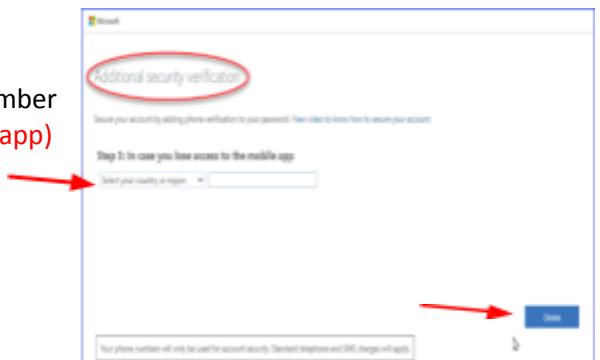 Microsoft
Additional security verification
mber
app)
Secure your account by adding phone verification to your password. View video to know how to secure your account
Step 3: In case you lose access to the mobile app
Select your country or region
Done
Your phone numbers will only be used for account security. Standard telephone and SMS charges will apply.